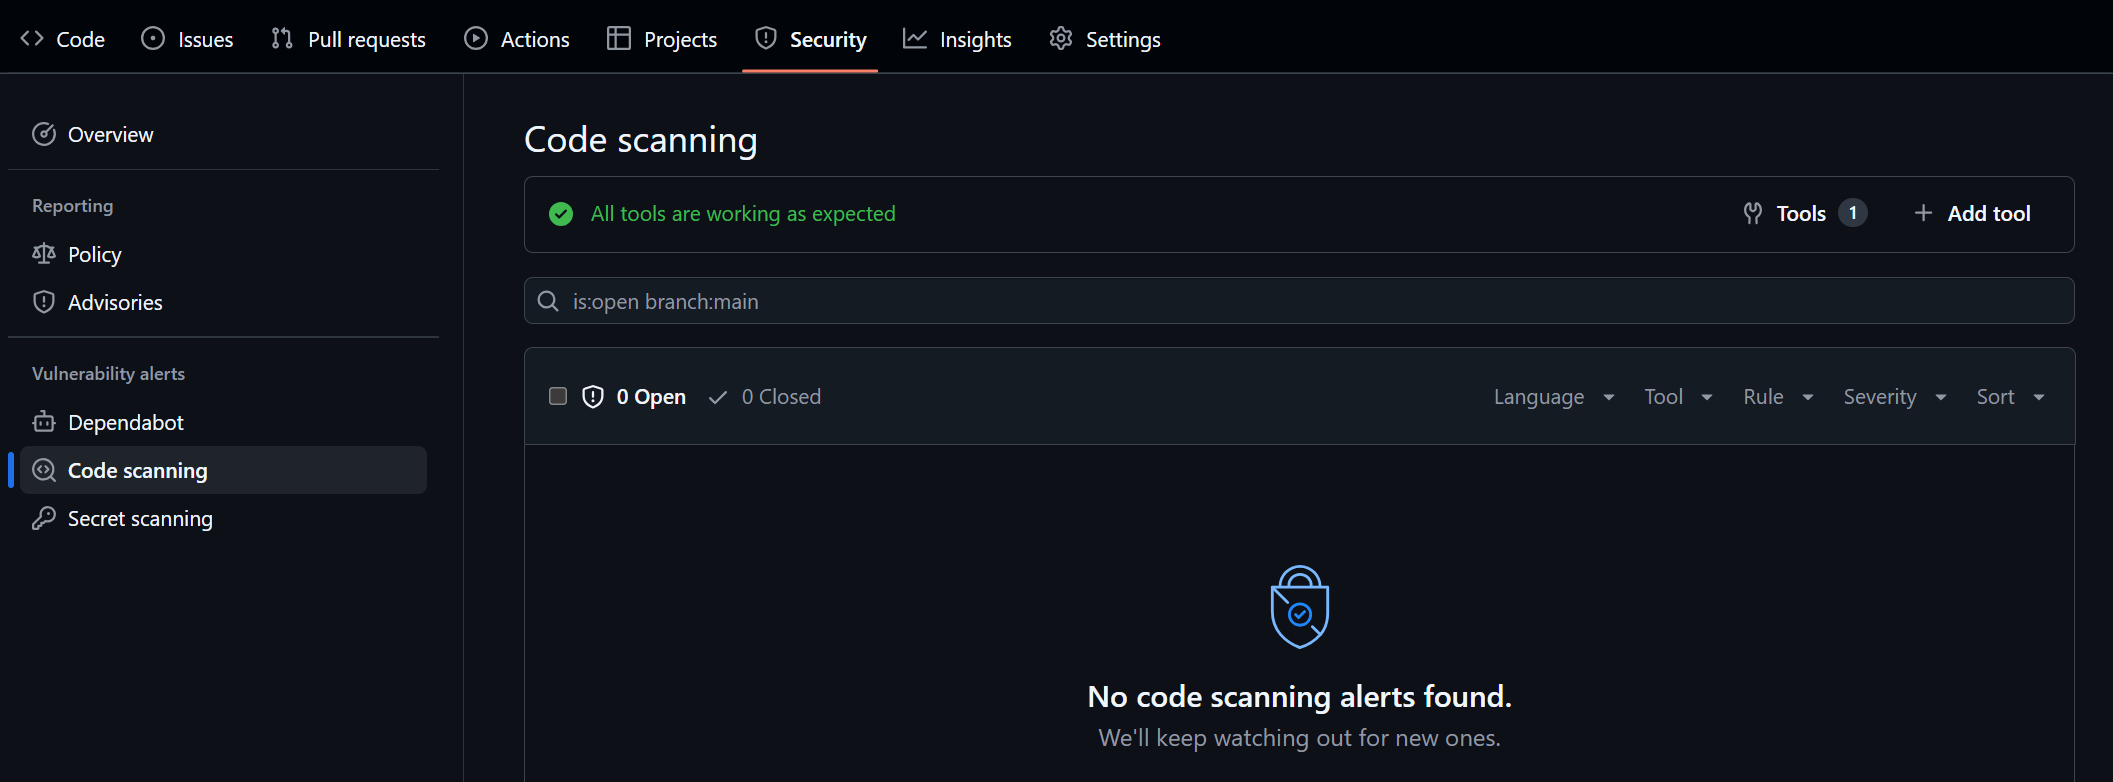 Code Issues Pull requests Actions Projects Security Insights Settings
Overview
Reporting
Policy
Advisories
Vulnerability alerts
Dependabot
Code scanning
Secret scanning
Code scanning
All tools are working as expected Tools 1 Add tool
is:open branch:main
0 Open 0 Closed Language Tool Rule Severity Sort
No code scanning alerts found.
We'll keep watching out for new ones.